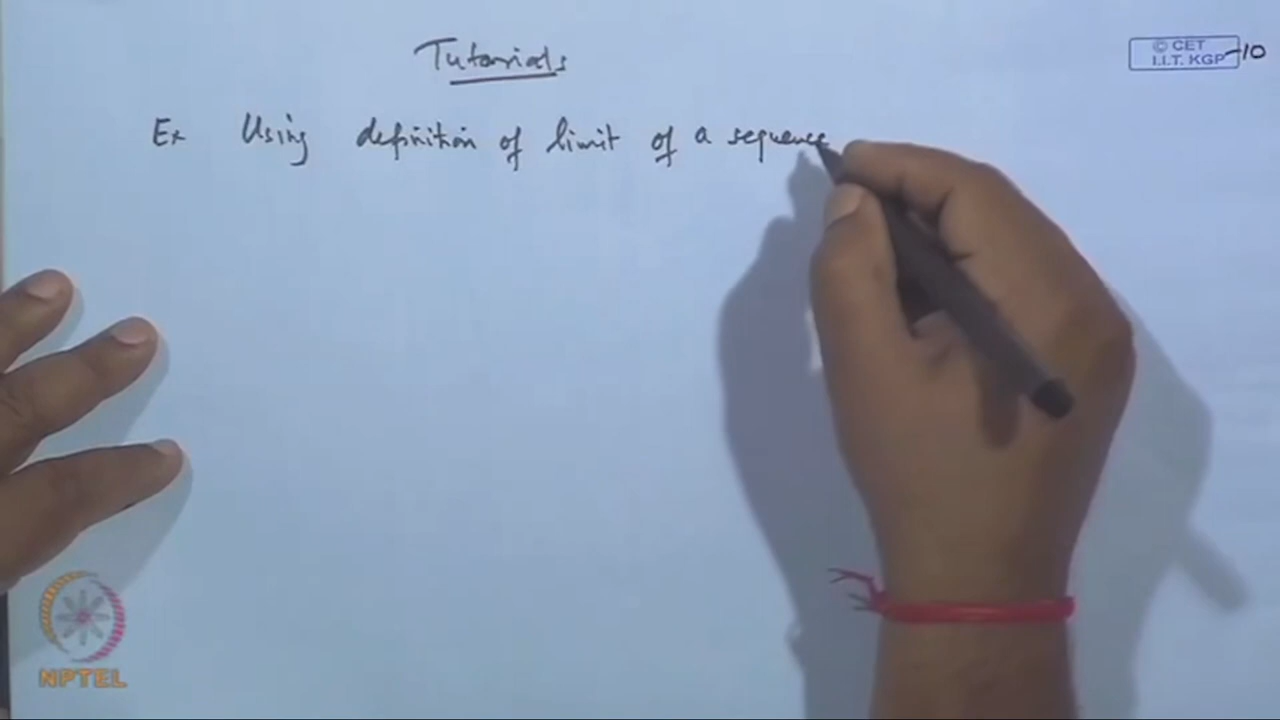 Tutorials
© CET
I.I.T. KGP
-10
Ex Using definition of limit of a sequence
NPTEL